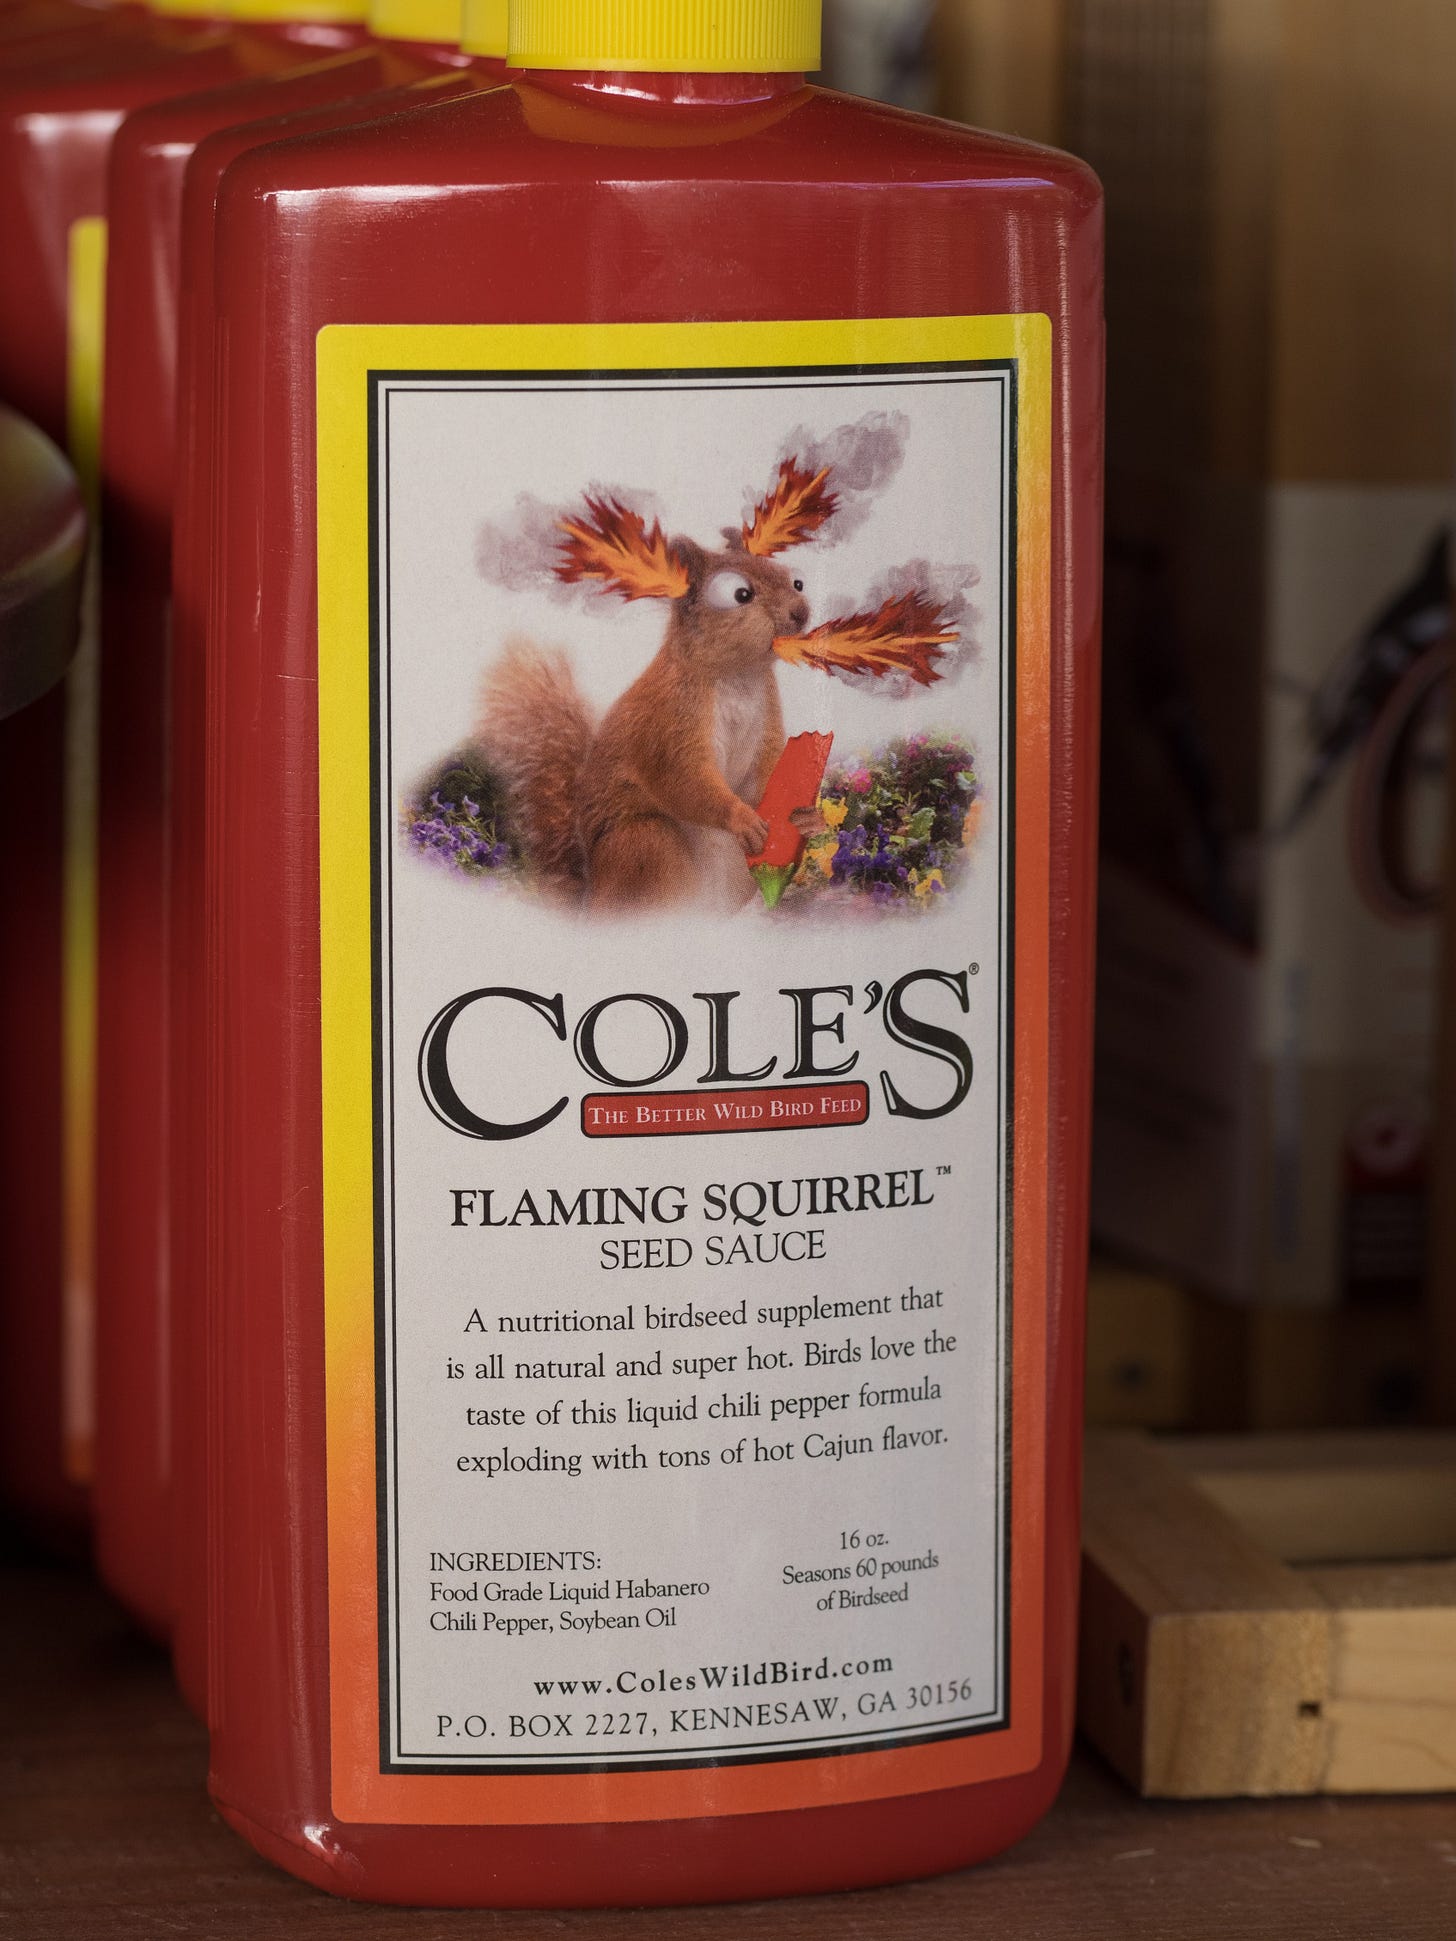 COLE'S®
THE BETTER WILD BIRD FEED
FLAMING SQUIRREL™
SEED SAUCE
A nutritional birdseed supplement that
is all natural and super hot. Birds love the
taste of this liquid chili pepper formula
exploding with tons of hot Cajun flavor.
INGREDIENTS:
Food Grade Liquid Habanero
Chili Pepper, Soybean Oil
16 oz.
Seasons 60 pounds
of Birdseed
www.ColesWildBird.com
P.O. BOX 2227, KENNESAW, GA 30156